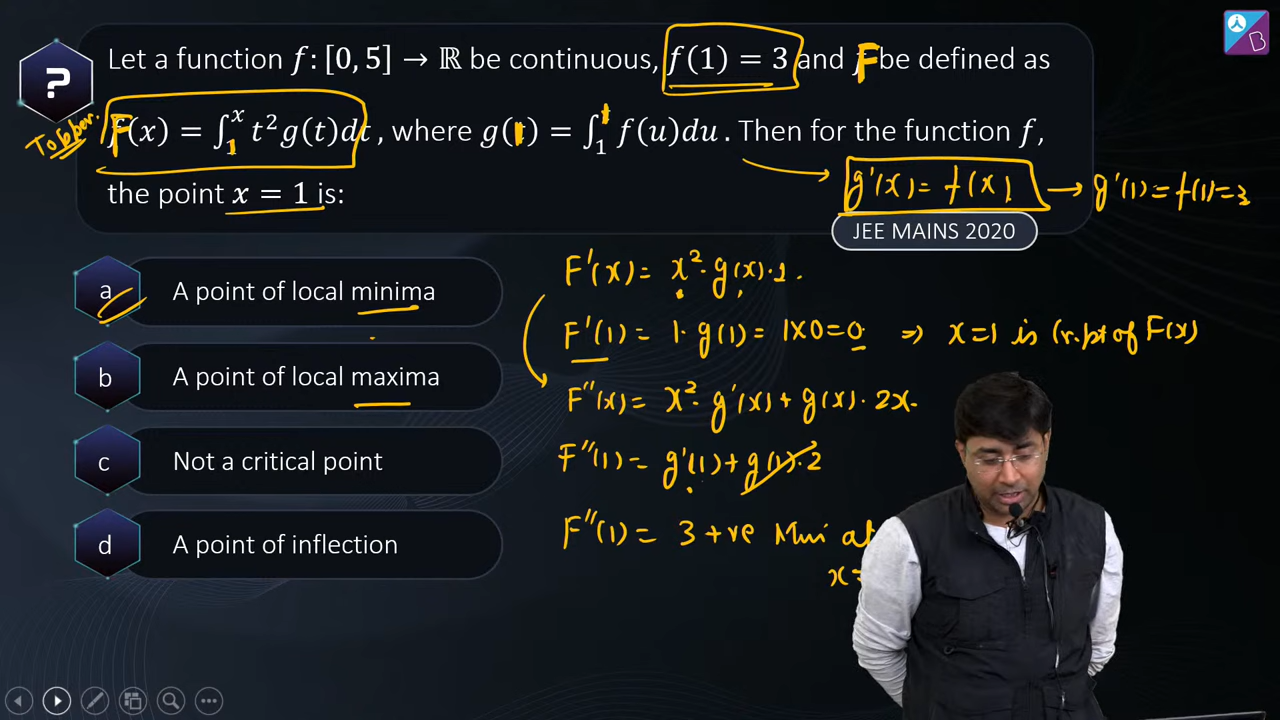 Let a function f: [0, 5] → ℝ be continuous, f(1) = 3 and F be defined as
To
F(x) = ∫₁ˣ t² g(t)dt, where g(t) = ∫₁ᵗ f(u)du. Then for the function f,
the point x = 1 is:
g'(x) = f(x) → g'(1) = f(1) = 3
JEE MAINS 2020
?
a A point of local minima
b A point of local maxima
c Not a critical point
d A point of inflection
F'(x) = x²· g(x)·1.
F'(1) = 1· g(1) = 1×0 = 0. ⇒ x=1 is Cr.pt of F(x)
F''(x) = x²· g'(x) + g(x)· 2x.
F''(1) = g'(1) + g(1)·2
F''(1) = 3 +ve Mini at
x=
B